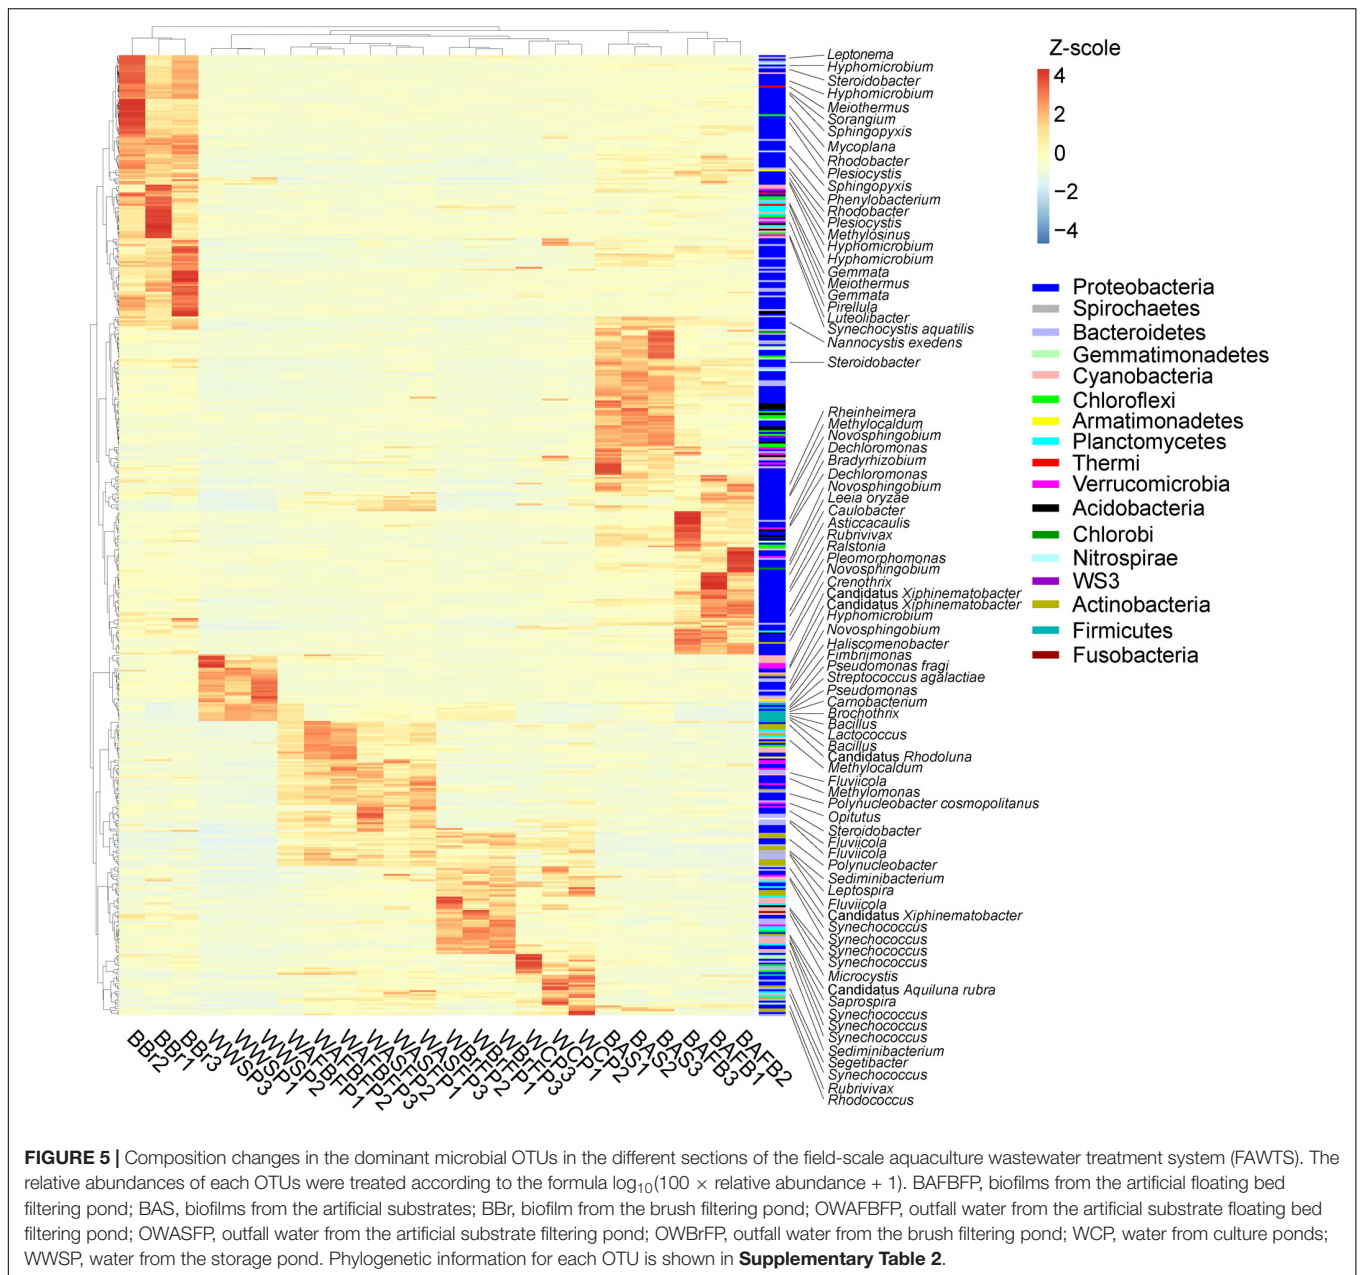 Leptonema
Hyphomicrobium
Steroidobacter
Hyphomicrobium
Meiothermus
Sorangium
Sphingopyxis
Mycoplana
Rhodobacter
Plesiocystis
Sphingopyxis
Phenylobacterium
Rhodobacter
Plesiocystis
Methylosinus
Hyphomicrobium
Hyphomicrobium
Gemmata
Meiothermus
Gemmata
Pirellula
Luteolibacter
Synechocystis aquatilis
Nannocystis exedens
Steroidobacter
Rheinheimera
Methylocaldum
Novosphingobium
Dechloromonas
Bradyrhizobium
Dechloromonas
Novosphingobium
Leeia oryzae
Caulobacter
Asticcacaulis
Rubrivivax
Ralstonia
Pleomorphomonas
Novosphingobium
Crenothrix
Candidatus Xiphinematobacter
Candidatus Xiphinematobacter
Hyphomicrobium
Novosphingobium
Haliscomenobacter
Fimbriimonas
Pseudomonas fragi
Streptococcus agalactiae
Pseudomonas
Carnobacterium
Brochothrix
Bacillus
Lactococcus
Bacillus
Candidatus Rhodoluna
Methylocaldum
Fluviicola
Methylomonas
Polynucleobacter cosmopolitanus
Opitutus
Steroidobacter
Fluviicola
Fluviicola
Polynucleobacter
Sediminibacterium
Leptospira
Fluviicola
Candidatus Xiphinematobacter
Synechococcus
Synechococcus
Synechococcus
Synechococcus
Microcystis
Candidatus Aquiluna rubra
Saprospira
Synechococcus
Synechococcus
Synechococcus
Sediminibacterium
Segetibacter
Synechococcus
Rubrivivax
Rhodococcus
Z-scole
4
2
0
−2
−4
Proteobacteria
Spirochaetes
Bacteroidetes
Gemmatimonadetes
Cyanobacteria
Chloroflexi
Armatimonadetes
Planctomycetes
Thermi
Verrucomicrobia
Acidobacteria
Chlorobi
Nitrospirae
WS3
Actinobacteria
Firmicutes
Fusobacteria
BBr2
BBr1
BBr3
WWSP3
WWSP1
WWSP2
WAFBFP1
WAFBFP2
WAFBFP3
WASFP2
WASFP1
WASFP3
WBrFP2
WBrFP1
WBrFP3
WCP3
WCP1
WCP2
BAS1
BAS2
BAS3
BAFB3
BAFB1
BAFB2
FIGURE 5 | Composition changes in the dominant microbial OTUs in the different sections of the field-scale aquaculture wastewater treatment system (FAWTS). The
relative abundances of each OTUs were treated according to the formula log10(100 × relative abundance + 1). BAFBFP, biofilms from the artificial floating bed
filtering pond; BAS, biofilms from the artificial substrates; BBr, biofilm from the brush filtering pond; OWAFBFP, outfall water from the artificial substrate floating bed
filtering pond; OWASFP, outfall water from the artificial substrate filtering pond; OWBrFP, outfall water from the brush filtering pond; WCP, water from culture ponds;
WWSP, water from the storage pond. Phylogenetic information for each OTU is shown in Supplementary Table 2.